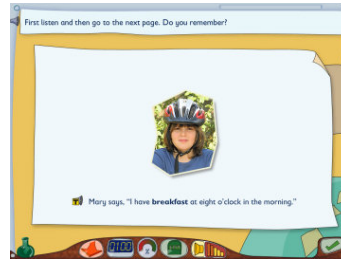 First listen and then go to the next page. Do you remember?
Mary says, "I have breakfast at eight o'clock in the morning."